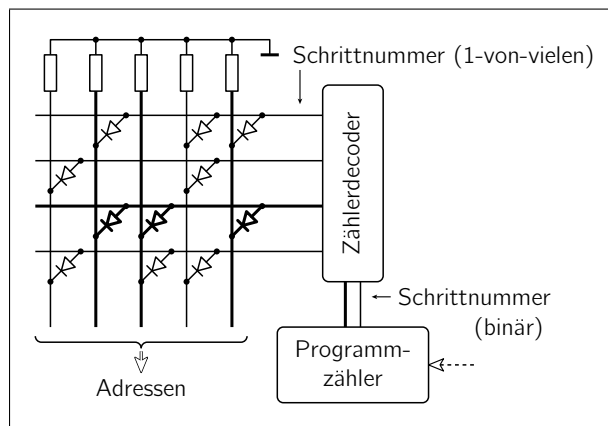 Schrittnummer (1-von-vielen)
Zählerdecoder
Schrittnummer
(binär)
Programm-
zähler
Adressen